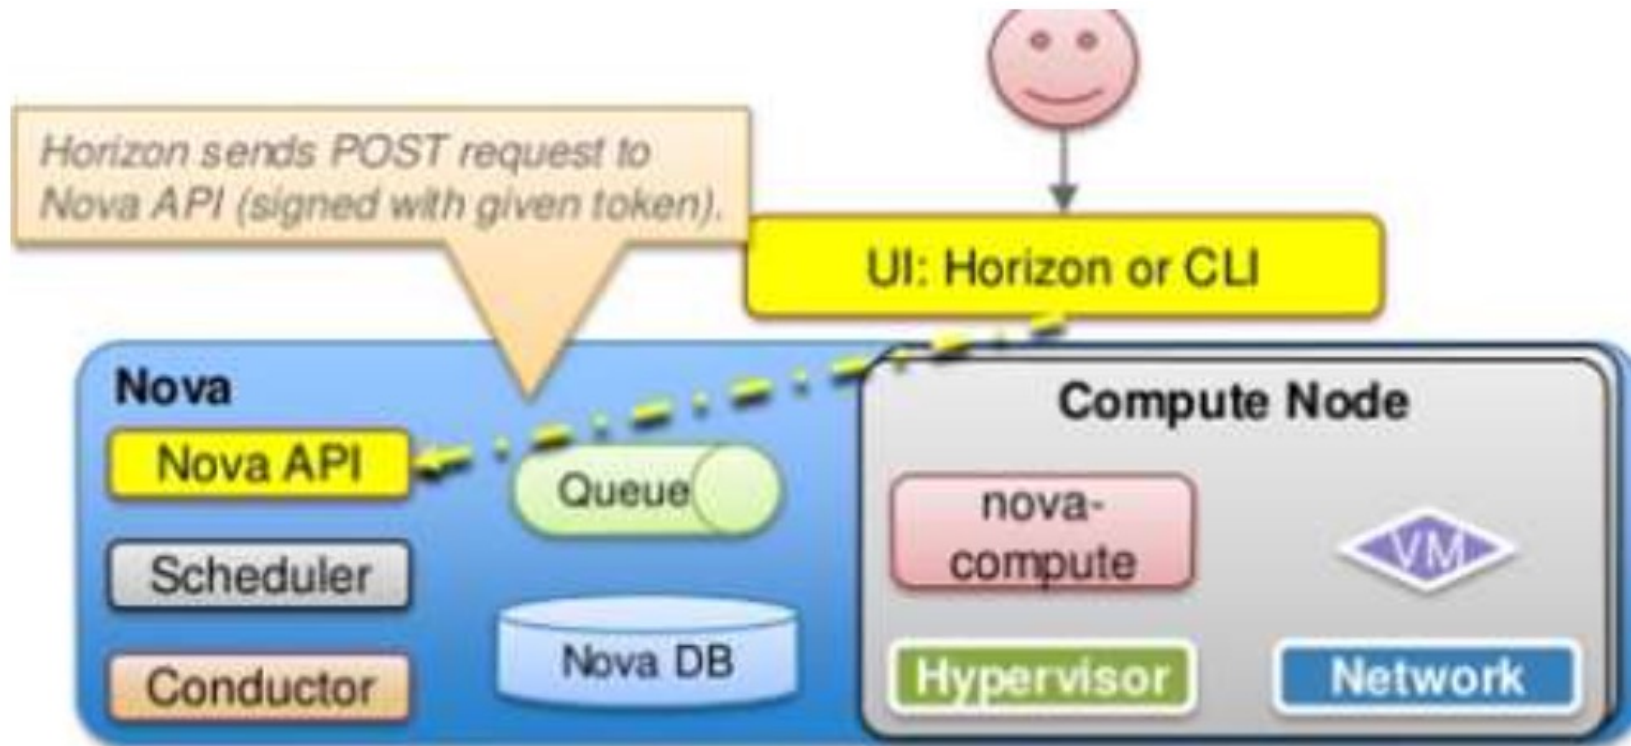 Horizon sends POST request to
Nova API (signed with given token).
UI: Horizon or CLI
Nova
Nova API
Scheduler
Conductor
Queue
Nova DB
Compute Node
nova-
compute
VM
Hypervisor
Network